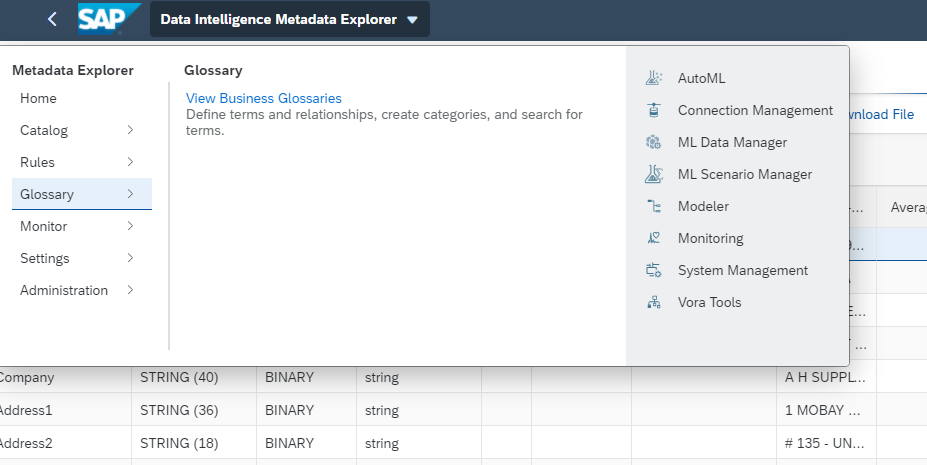 SAP
Data Intelligence Metadata Explorer
Metadata Explorer
Home
Catalog
Rules
Glossary
Monitor
Settings
Administration
Glossary
View Business Glossaries
Define terms and relationships, create categories, and search for
terms.
AutoML
Connection Management
ML Data Manager
ML Scenario Manager
Modeler
Monitoring
System Management
Vora Tools
wnload File
-... Avera
9...
A
E...
...
Company STRING (40) BINARY string A H SUPPL...
Address1 STRING (36) BINARY string 1 MOBAY ...
Address2 STRING (18) BINARY string # 135 - UN...